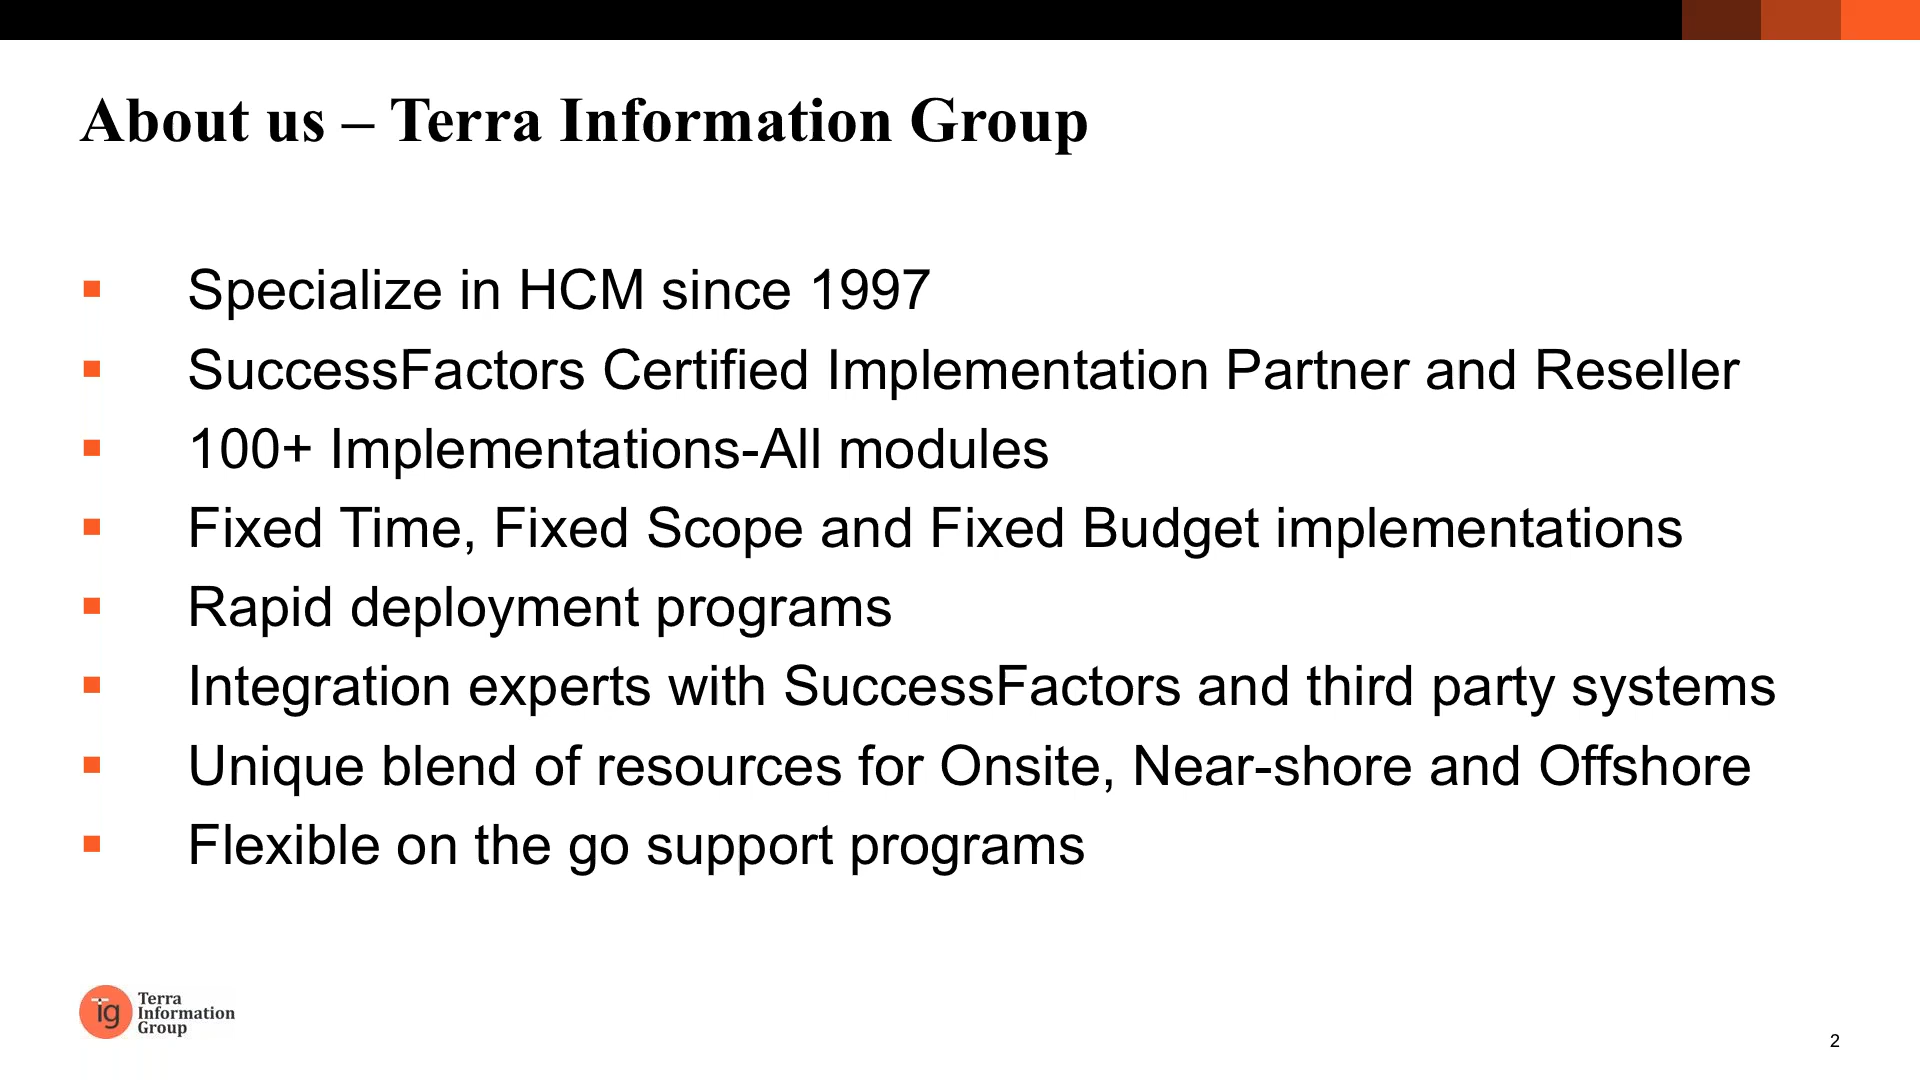 About us – Terra Information Group
▪ Specialize in HCM since 1997
▪ SuccessFactors Certified Implementation Partner and Reseller
▪ 100+ Implementations-All modules
▪ Fixed Time, Fixed Scope and Fixed Budget implementations
▪ Rapid deployment programs
▪ Integration experts with SuccessFactors and third party systems
▪ Unique blend of resources for Onsite, Near-shore and Offshore
▪ Flexible on the go support programs
Tig
Terra
Information
Group
2